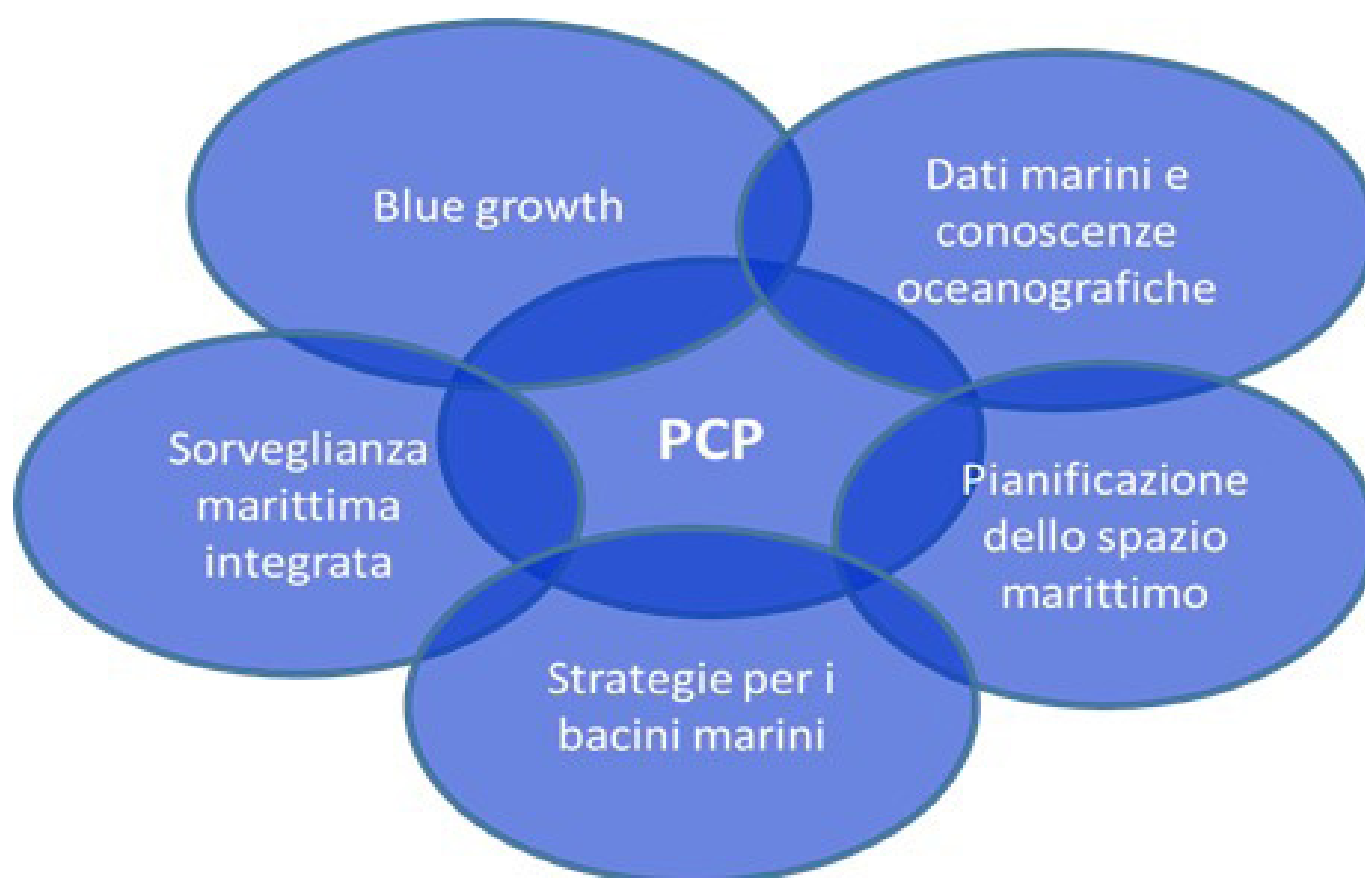 Blue growth
Dati marini e
conoscenze
oceanografiche
PCP
Sorveglianza
marittima
integrata
Pianificazione
dello spazio
marittimo
Strategie per i
bacini marini